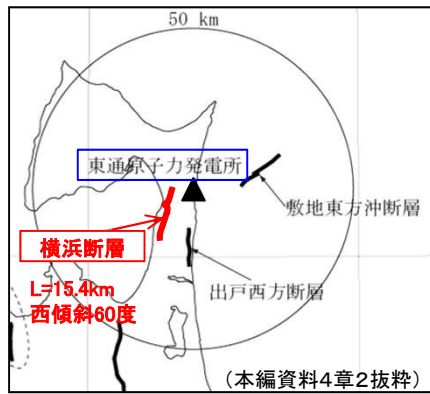 50 km
東通原子力発電所
敷地東方沖断層
横浜断層
出戸西方断層
L=15.4km
西傾斜60度
(本編資料4章2抜粋)